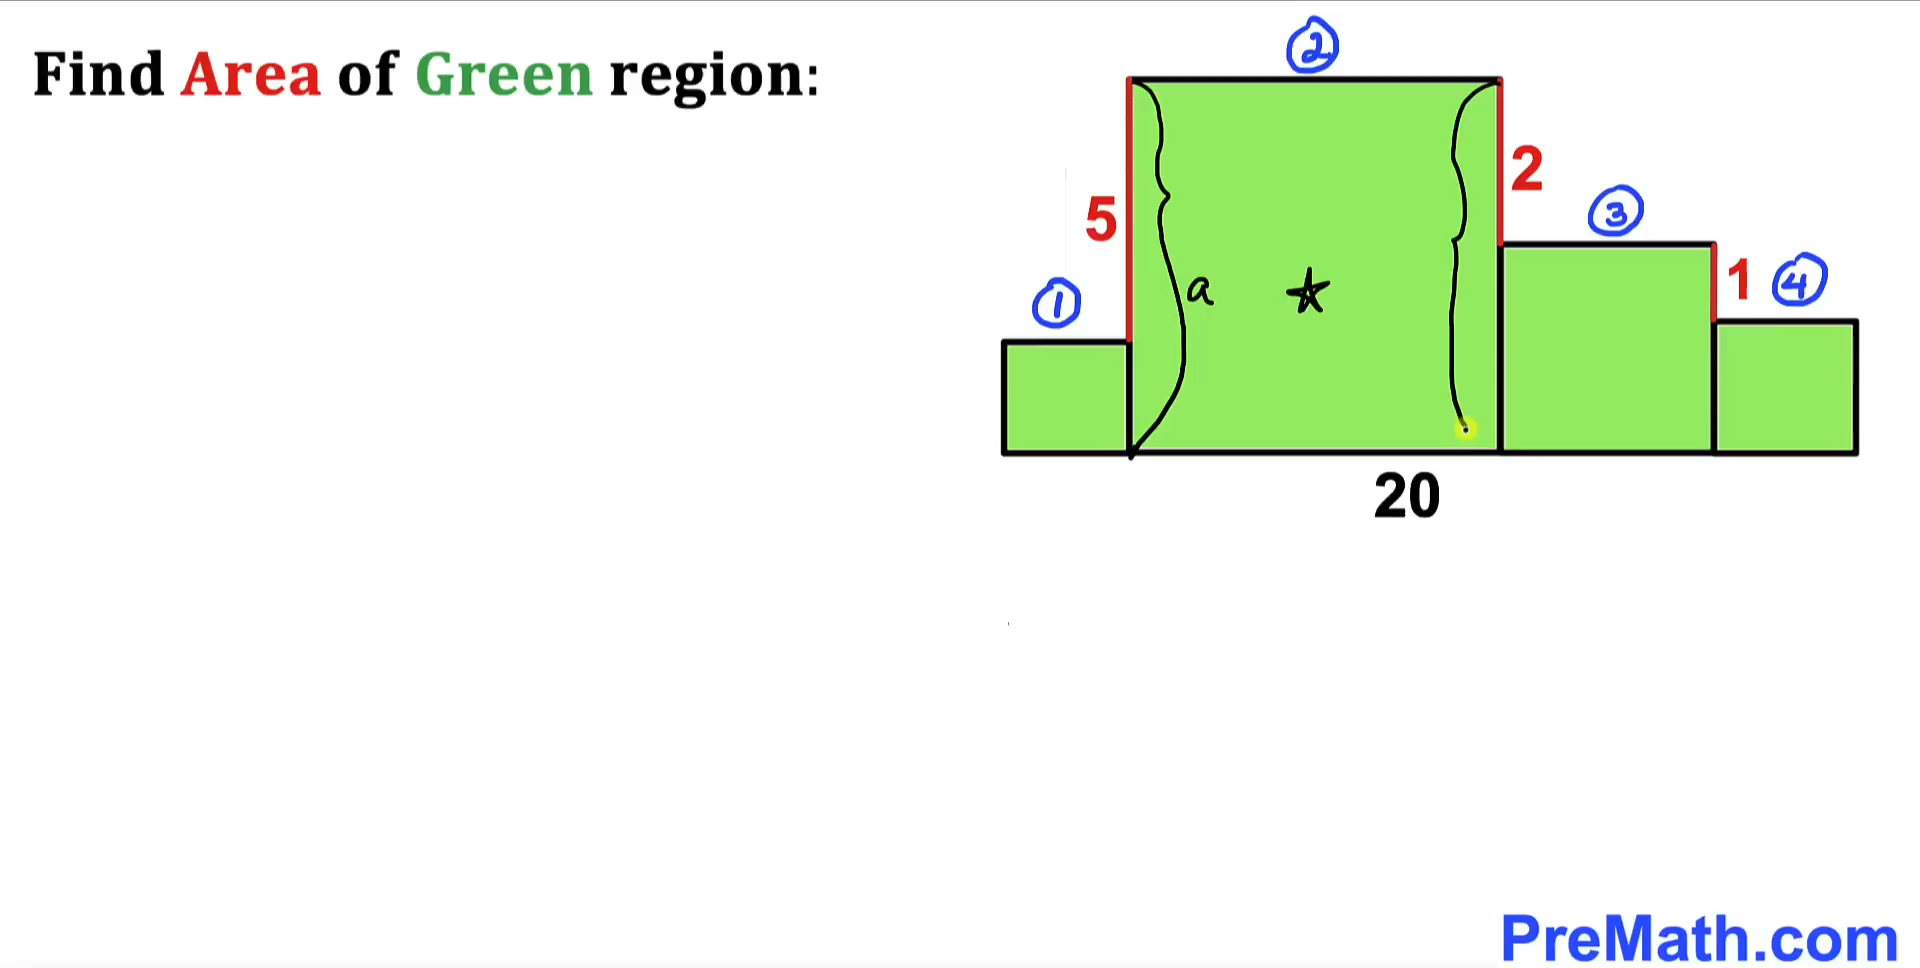 Find Area of Green region:
②
2
5
③
1 ④
①
a
20
PreMath.com